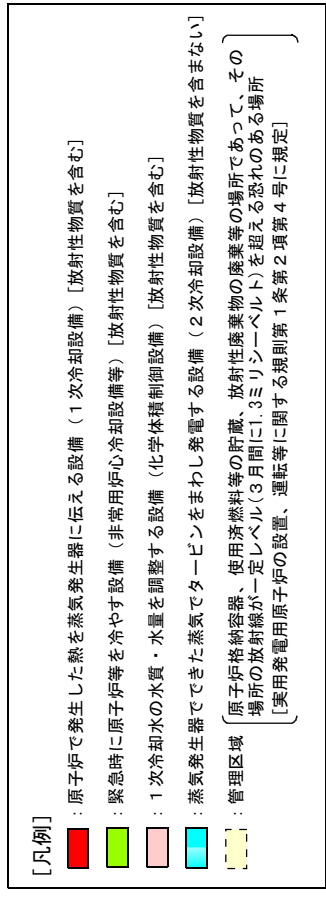 [凡例]
：原子炉で発生した熱を蒸気発生器に伝える設備（１次冷却設備）[放射性物質を含む]
：緊急時に原子炉等を冷やす設備（非常用炉心冷却設備等）[放射性物質を含む]
：１次冷却水の水質・水量を調整する設備（化学体積制御設備）[放射性物質を含む]
：蒸気発生器でできた蒸気でタービンをまわし発電する設備（２次冷却設備）[放射性物質を含まない]
：管理区域 原子炉格納容器、使用済燃料等の貯蔵、放射性廃棄物の廃棄等の場所であって、その
場所の放射線が一定レベル(３月間に1.3ミリシーベルト)を超える恐れのある場所
[実用発電用原子炉の設置、運転等に関する規則第１条第２項第４号に規定]